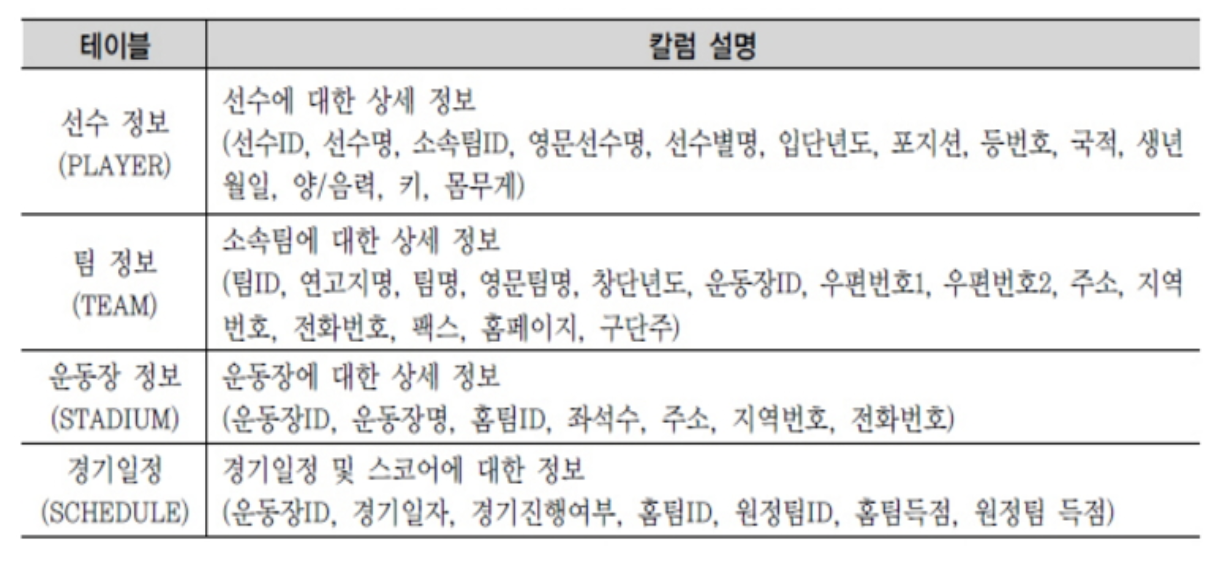 테이블 칼럼 설명
선수 정보
(PLAYER)
선수에 대한 상세 정보
(선수ID, 선수명, 소속팀ID, 영문선수명, 선수별명, 입단년도, 포지션, 등번호, 국적, 생년
월일, 양/음력, 키, 몸무게)
팀 정보
(TEAM)
소속팀에 대한 상세 정보
(팀ID, 연고지명, 팀명, 영문팀명, 창단년도, 운동장ID, 우편번호1, 우편번호2, 주소, 지역
번호, 전화번호, 팩스, 홈페이지, 구단주)
운동장 정보
(STADIUM)
운동장에 대한 상세 정보
(운동장ID, 운동장명, 홈팀ID, 좌석수, 주소, 지역번호, 전화번호)
경기일정
(SCHEDULE)
경기일정 및 스코어에 대한 정보
(운동장ID, 경기일자, 경기진행여부, 홈팀ID, 원정팀ID, 홈팀득점, 원정팀 득점)